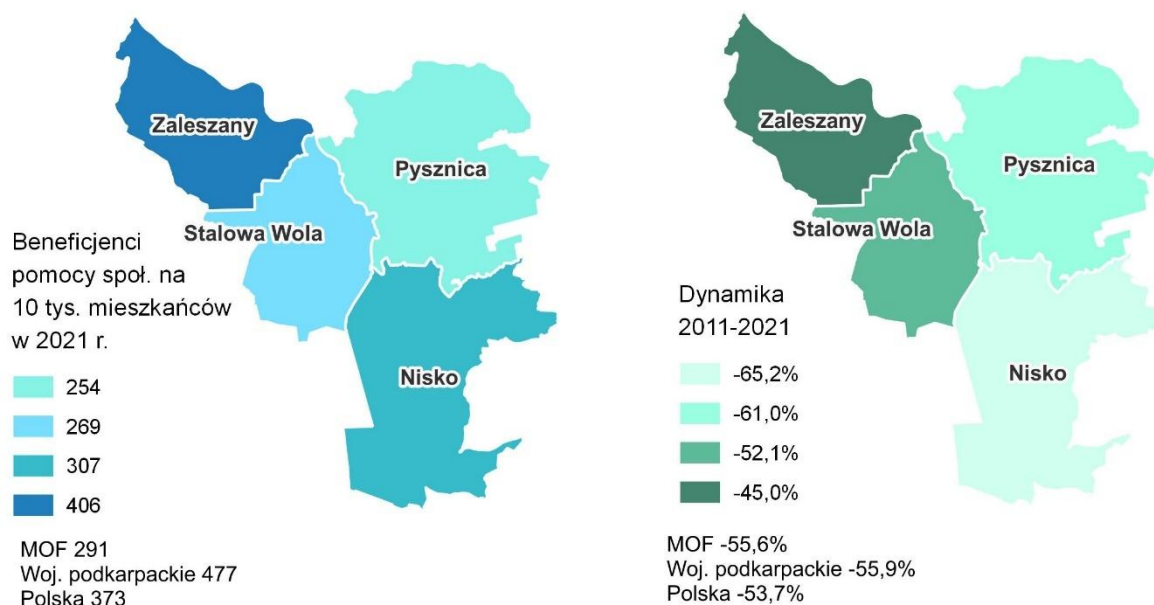 Zaleszany
Pysznica
Stalowa Wola
Nisko
Beneficjenci
pomocy społ. na
10 tys. mieszkańców
w 2021 r.
254
269
307
406
MOF 291
Woj. podkarpackie 477
Polska 373
Zaleszany
Pysznica
Stalowa Wola
Nisko
Dynamika
2011-2021
-65,2%
-61,0%
-52,1%
-45,0%
MOF -55,6%
Woj. podkarpackie -55,9%
Polska -53,7%